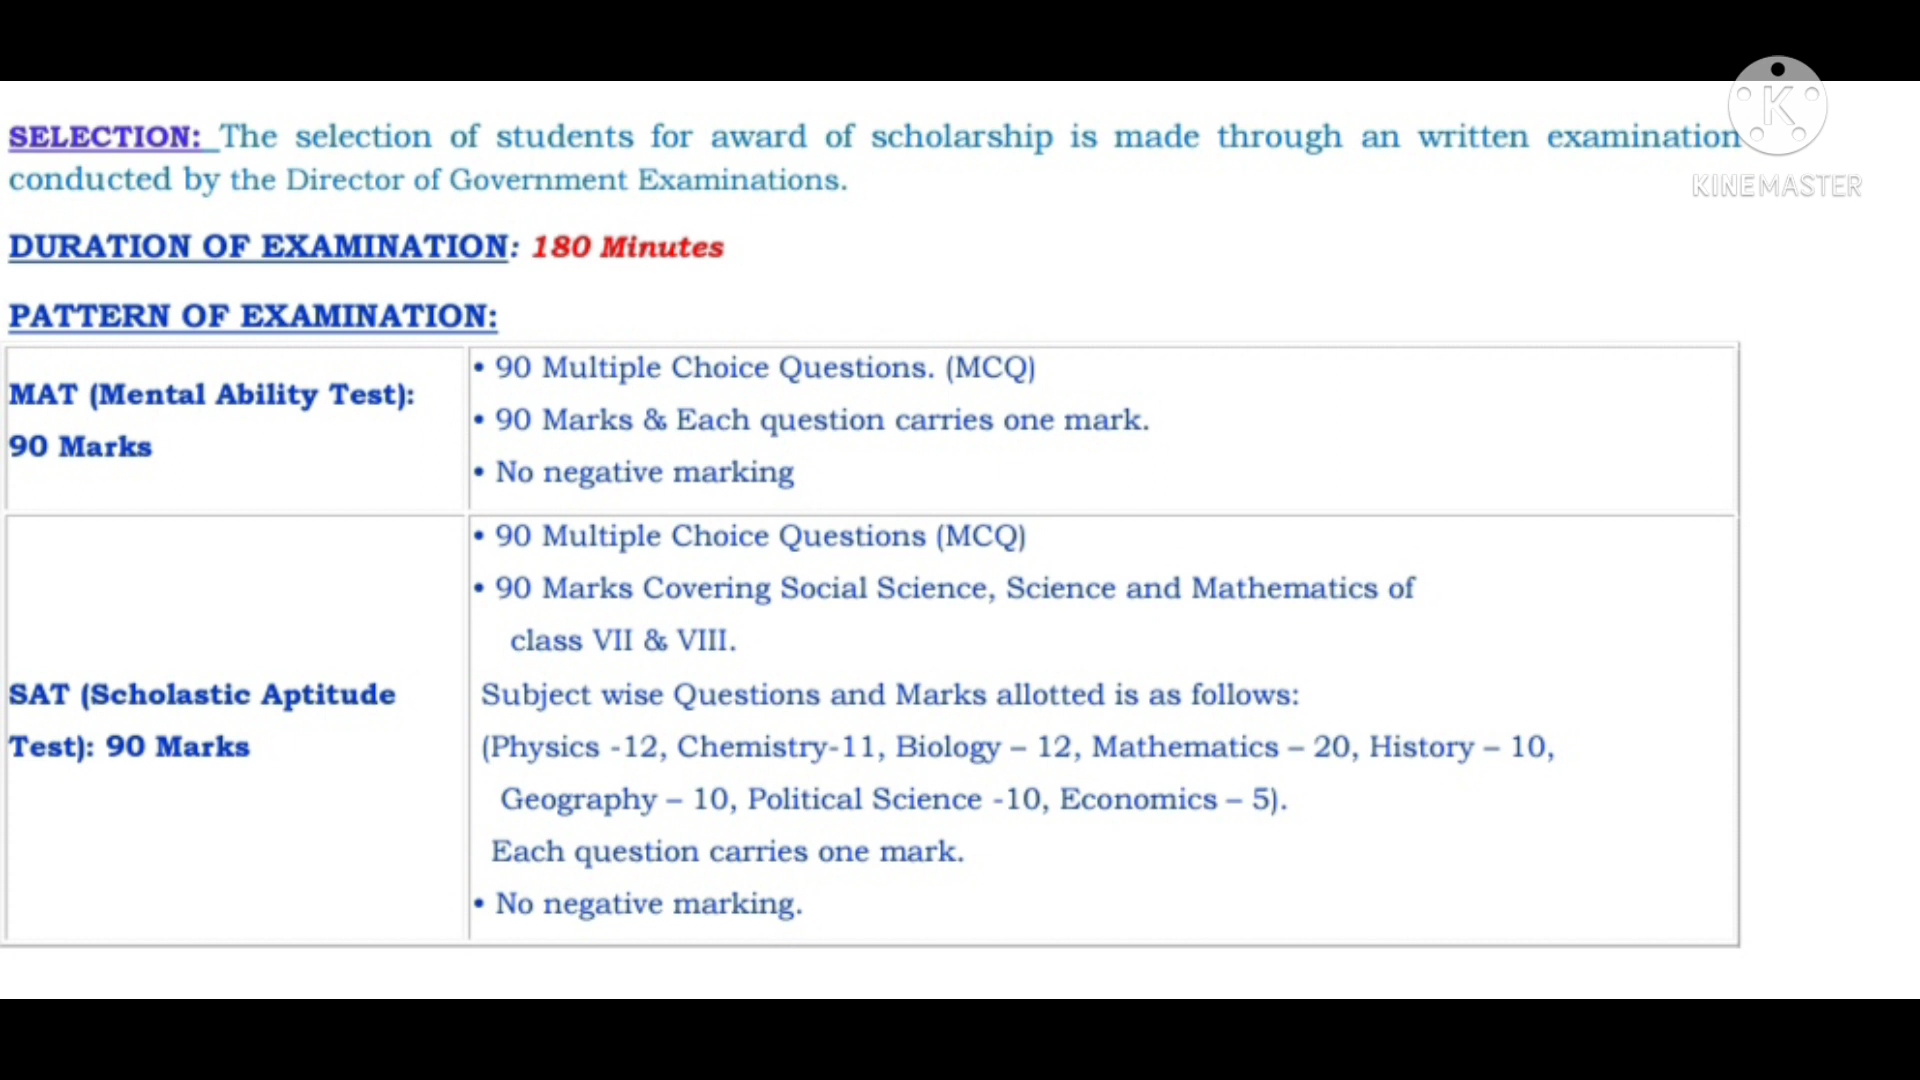 SELECTION: The selection of students for award of scholarship is made through an written examination
conducted by the Director of Government Examinations.
K
KINEMASTER
DURATION OF EXAMINATION: 180 Minutes
PATTERN OF EXAMINATION:
MAT (Mental Ability Test):
90 Marks
• 90 Multiple Choice Questions. (MCQ)
• 90 Marks & Each question carries one mark.
• No negative marking
SAT (Scholastic Aptitude
Test): 90 Marks
• 90 Multiple Choice Questions (MCQ)
• 90 Marks Covering Social Science, Science and Mathematics of
class VII & VIII.
Subject wise Questions and Marks allotted is as follows:
(Physics -12, Chemistry-11, Biology – 12, Mathematics – 20, History – 10,
Geography – 10, Political Science -10, Economics – 5).
Each question carries one mark.
• No negative marking.